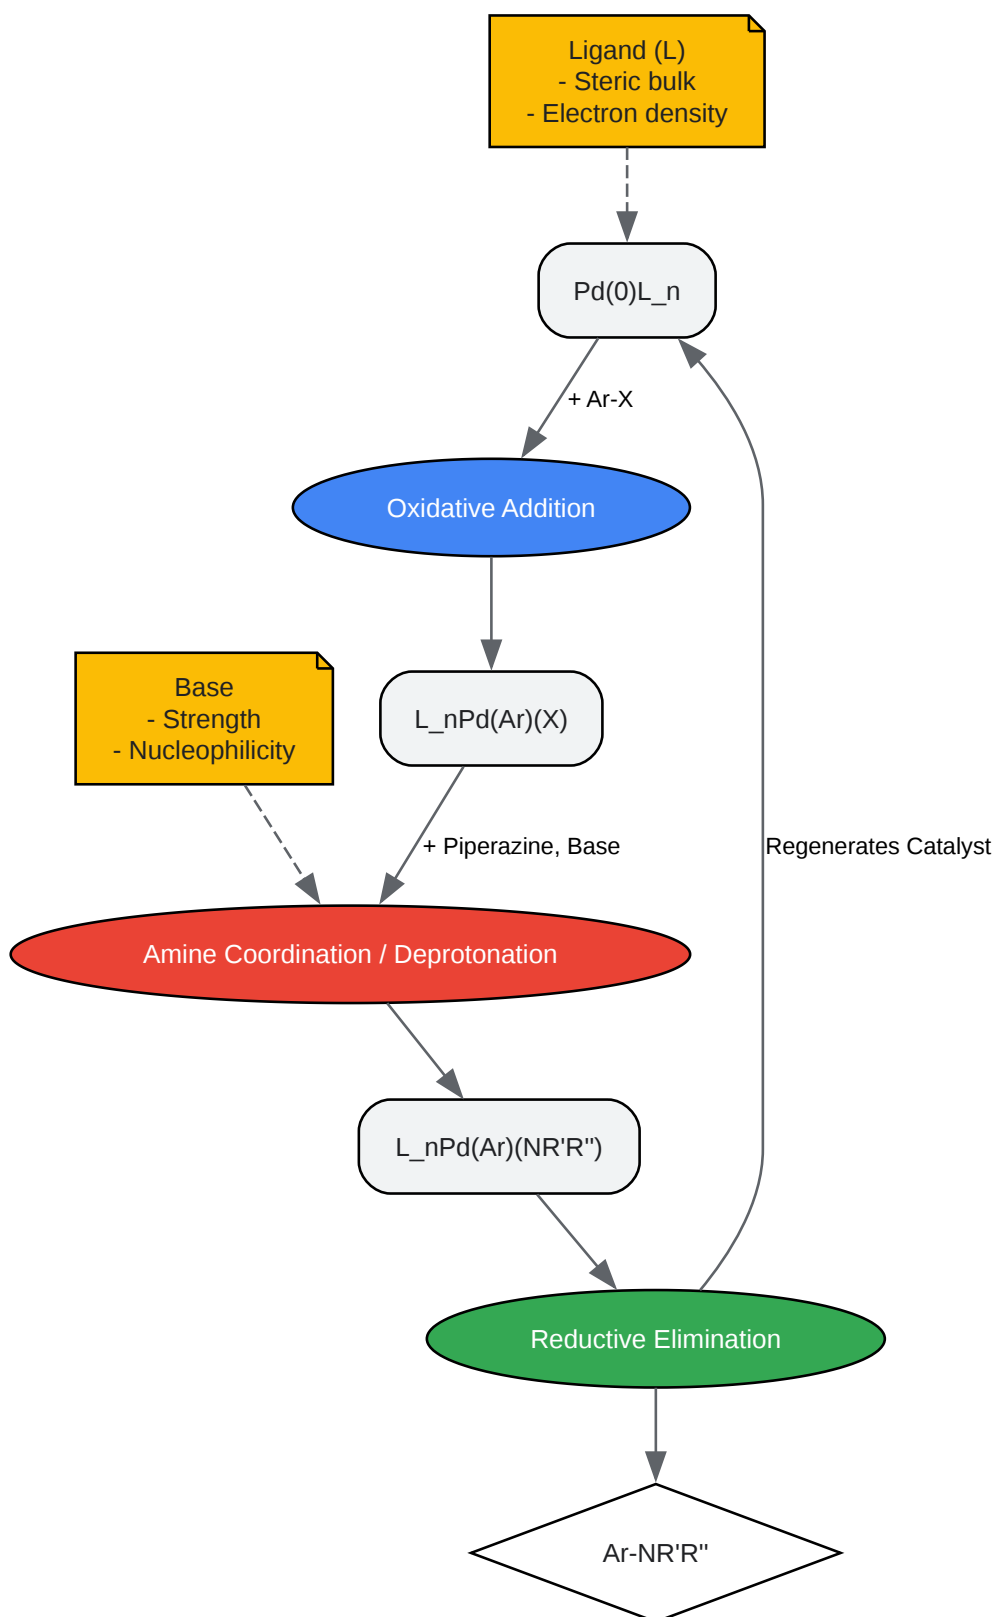 Ligand (L)
- Steric bulk
- Electron density
Pd(0)L_n
+ Ar-X
Oxidative Addition
Base
- Strength
- Nucleophilicity
L_nPd(Ar)(X)
+ Piperazine, Base
Regenerates Catalyst
Amine Coordination / Deprotonation
L_nPd(Ar)(NR'R'')
Reductive Elimination
Ar-NR'R''